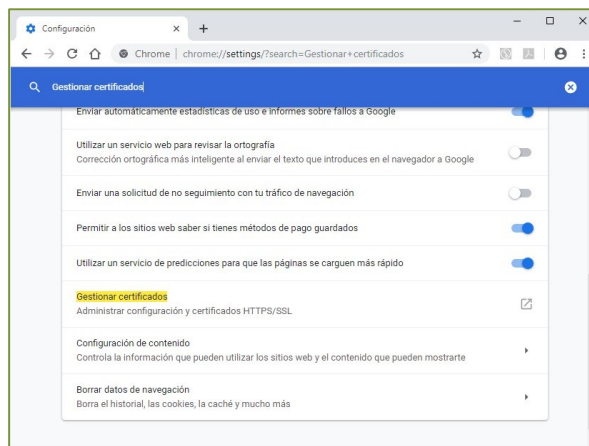 Configuración
Chrome | chrome://settings/?search=Gestionar+certificados
Gestionar certificados
Enviar automáticamente estadísticas de uso e informes sobre fallos a Google
Utilizar un servicio web para revisar la ortografía
Corrección ortográfica más inteligente al enviar el texto que introduces en el navegador a Google
Enviar una solicitud de no seguimiento con tu tráfico de navegación
Permitir a los sitios web saber si tienes métodos de pago guardados
Utilizar un servicio de predicciones para que las páginas se carguen más rápido
Gestionar certificados
Administrar configuración y certificados HTTPS/SSL
Configuración de contenido
Controla la información que pueden utilizar los sitios web y el contenido que pueden mostrarte
Borrar datos de navegación
Borra el historial, las cookies, la caché y mucho más